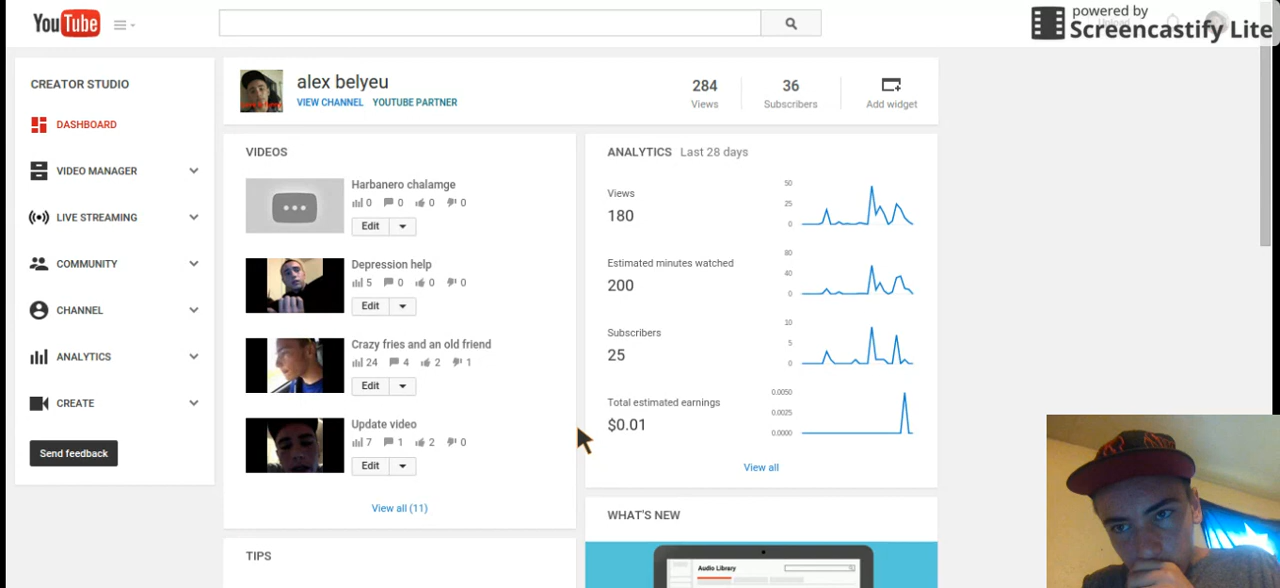 YouTube
powered by
Screencastify Lite
CREATOR STUDIO
DASHBOARD
VIDEO MANAGER
LIVE STREAMING
COMMUNITY
CHANNEL
ANALYTICS
CREATE
Send feedback
alex belyeu
VIEW CHANNEL YOUTUBE PARTNER
284
Views
36
Subscribers
Add widget
VIDEOS
Harbanero chalamge
0 0 0 0
Edit
Depression help
5 0 0 0
Edit
Crazy fries and an old friend
24 4 2 1
Edit
Update video
7 1 2 0
Edit
View all (11)
TIPS
ANALYTICS Last 28 days
Views
180
50
25
0
Estimated minutes watched
200
80
40
0
Subscribers
25
10
5
0
Total estimated earnings
$0.01
0.0050
0.0025
0.0000
View all
WHAT'S NEW
Audio Library